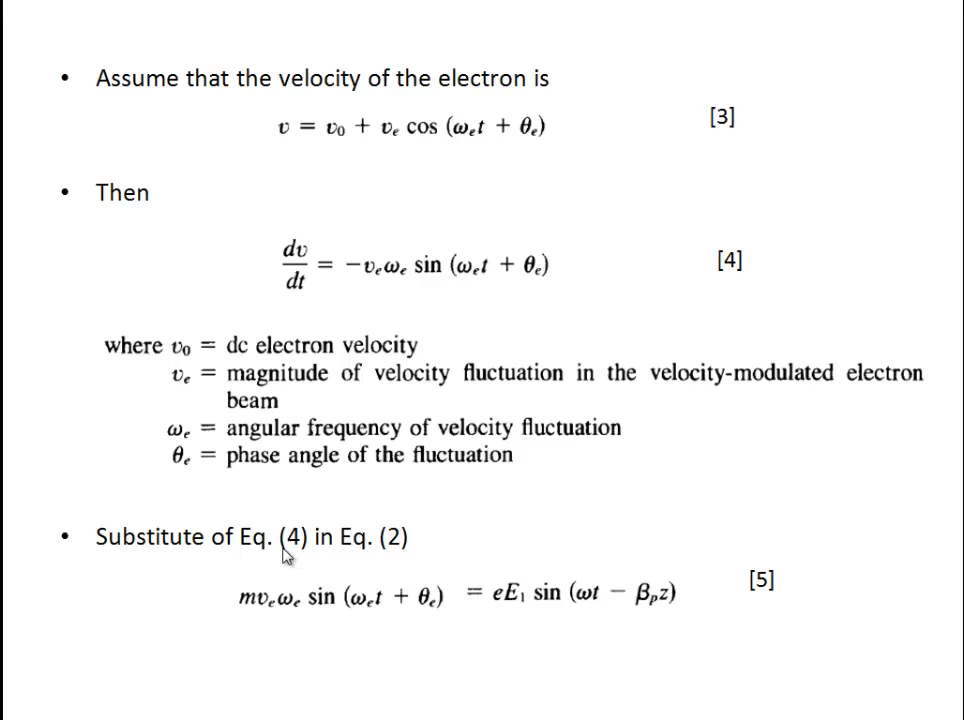 • Assume that the velocity of the electron is
v = v₀ + vₑ cos (ωₑt + θₑ) [3]
• Then
dv/dt = −vₑωₑ sin (ωₑt + θₑ) [4]
where v₀ = dc electron velocity
vₑ = magnitude of velocity fluctuation in the velocity-modulated electron
beam
ωₑ = angular frequency of velocity fluctuation
θₑ = phase angle of the fluctuation
• Substitute of Eq. (4) in Eq. (2)
mvₑωₑ sin (ωₑt + θₑ) = eE₁ sin (ωt − βₚz) [5]